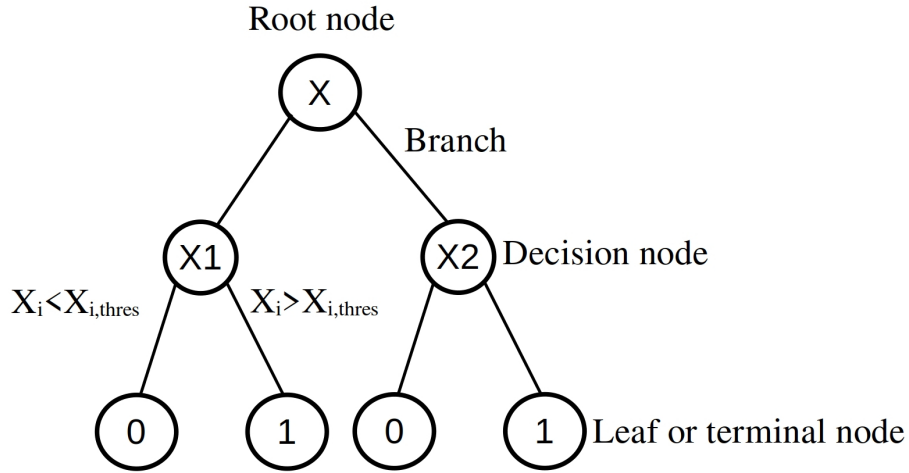 Root node
X
Branch
X1
X2
Decision node
Xi<Xi,thres
Xi>Xi,thres
0
1
0
1
Leaf or terminal node